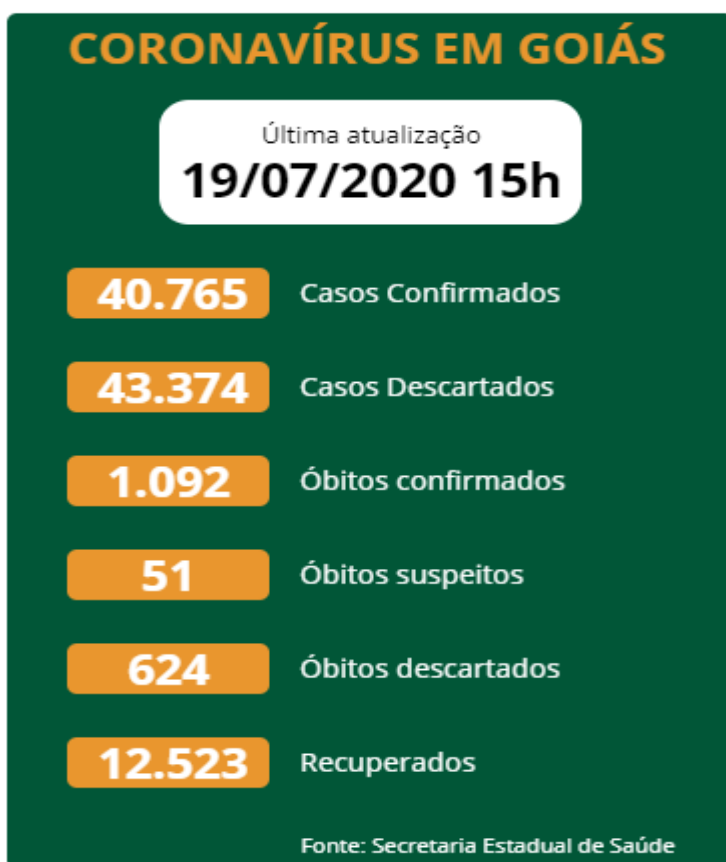 CORONAVÍRUS EM GOIÁS
Última atualização
19/07/2020 15h
40.765 Casos Confirmados
43.374 Casos Descartados
1.092 Óbitos confirmados
51 Óbitos suspeitos
624 Óbitos descartados
12.523 Recuperados
Fonte: Secretaria Estadual de Saúde